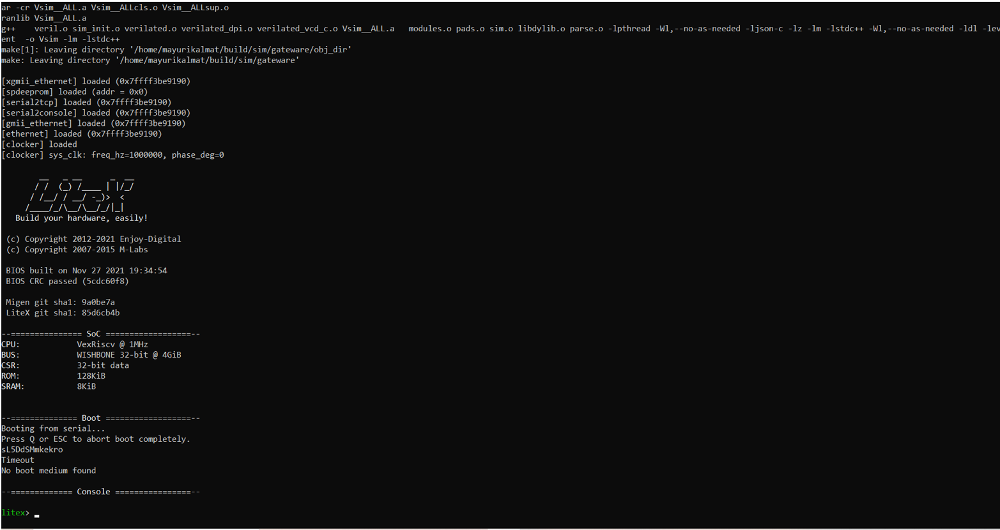 ar -cr Vsim__ALL.a Vsim__ALLcls.o Vsim__ALLsup.o
ranlib Vsim__ALL.a
g++    veril.o sim_init.o verilated.o verilated_dpi.o verilated_vcd_c.o Vsim__ALL.a   modules.o pads.o sim.o libdylib.o parse.o -lpthread -Wl,--no-as-needed -ljson-c -lz -lm -lstdc++ -Wl,--no-as-needed -ldl -lev
ent  -o Vsim -lm -lstdc++
make[1]: Leaving directory '/home/mayurikalmat/build/sim/gateware/obj_dir'
make: Leaving directory '/home/mayurikalmat/build/sim/gateware'
[xgmii_ethernet] loaded (0x7ffff3be9190)
[spdeeprom] loaded (addr = 0x0)
[serial2tcp] loaded (0x7ffff3be9190)
[serial2console] loaded (0x7ffff3be9190)
[gmii_ethernet] loaded (0x7ffff3be9190)
[ethernet] loaded (0x7ffff3be9190)
[clocker] loaded
[clocker] sys_clk: freq_hz=1000000, phase_deg=0
        __   _ __      _  __
       / /  (_) /____ | |/_/
      / /__/ / __/ -_)>  <
     /____/_/\__/\__/_/|_|
   Build your hardware, easily!
 (c) Copyright 2012-2021 Enjoy-Digital
 (c) Copyright 2007-2015 M-Labs
 BIOS built on Nov 27 2021 19:34:54
 BIOS CRC passed (5cdc60f8)
 Migen git sha1: 9a0be7a
 LiteX git sha1: 85d6cb4b
--=============== SoC ==================--
CPU:            VexRiscv @ 1MHz
BUS:            WISHBONE 32-bit @ 4GiB
CSR:            32-bit data
ROM:            128KiB
SRAM:           8KiB
--============== Boot ==================--
Booting from serial...
Press Q or ESC to abort boot completely.
sL5DdSMmkekro
Timeout
No boot medium found
--============= Console ================--
litex>